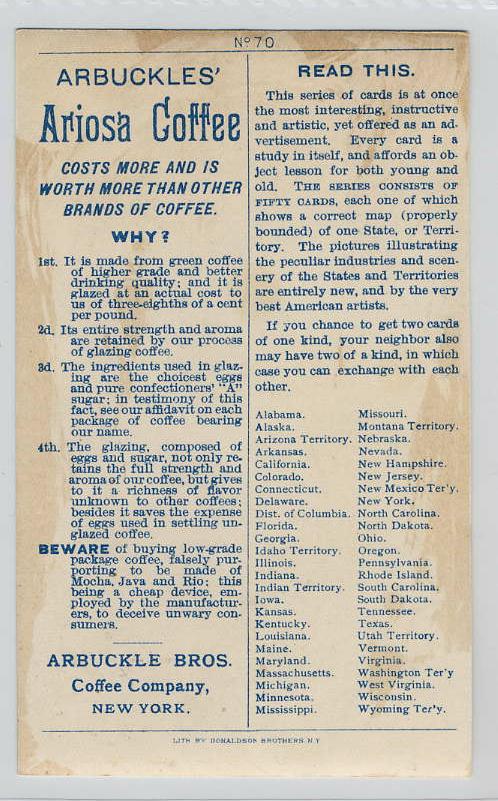 No 70
ARBUCKLES'
Ariosa Coffee
COSTS MORE AND IS
WORTH MORE THAN OTHER
BRANDS OF COFFEE.
WHY?
1st. It is made from green coffee
of higher grade and better
drinking quality; and it is
glazed at an actual cost to
us of three-eighths of a cent
per pound.
2d. Its entire strength and aroma
are retained by our process
of glazing coffee.
3d. The ingredients used in glaz-
ing are the choicest eggs
and pure confectioners' "A"
sugar; in testimony of this
fact, see our affidavit on each
package of coffee bearing
our name.
4th. The glazing, composed of
eggs and sugar, not only re-
tains the full strength and
aroma of our coffee, but gives
to it a richness of flavor
unknown to other coffees;
besides it saves the expense
of eggs used in settling un-
glazed coffee.
BEWARE of buying low-grade
package coffee, falsely pur-
porting to be made of
Mocha, Java and Rio; this
being a cheap device, em-
ployed by the manufactur-
ers, to deceive unwary con-
sumers.
ARBUCKLE BROS.
Coffee Company,
NEW YORK.
READ THIS.
This series of cards is at once
the most interesting, instructive
and artistic, yet offered as an ad-
vertisement. Every card is a
study in itself, and affords an ob-
ject lesson for both young and
old. THE SERIES CONSISTS OF
FIFTY CARDS, each one of which
shows a correct map (properly
bounded) of one State, or Terri-
tory. The pictures illustrating
the peculiar industries and scen-
ery of the States and Territories
are entirely new, and by the very
best American artists.
If you chance to get two cards
of one kind, your neighbor also
may have two of a kind, in which
case you can exchange with each
other.
Alabama.
Alaska.
Arizona Territory.
Arkansas.
California.
Colorado.
Connecticut.
Delaware.
Dist. of Columbia.
Florida.
Georgia.
Idaho Territory.
Illinois.
Indiana.
Indian Territory.
Iowa.
Kansas.
Kentucky.
Louisiana.
Maine.
Maryland.
Massachusetts.
Michigan.
Minnesota.
Mississippi.
Missouri.
Montana Territory.
Nebraska.
Nevada.
New Hampshire.
New Jersey.
New Mexico Ter'y.
New York.
North Carolina.
North Dakota.
Ohio.
Oregon.
Pennsylvania.
Rhode Island.
South Carolina.
South Dakota.
Tennessee.
Texas.
Utah Territory.
Vermont.
Virginia.
Washington Ter'y
West Virginia.
Wisconsin.
Wyoming Ter'y.
LITH BY DONALDSON BROTHERS. N.Y